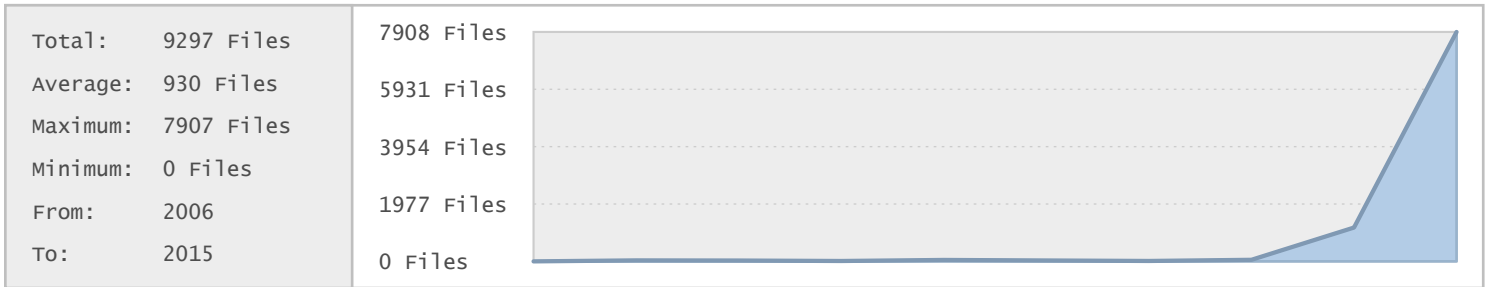 Total: 9297 Files
Average: 930 Files
Maximum: 7907 Files
Minimum: 0 Files
From: 2006
To: 2015
7908 Files
5931 Files
3954 Files
1977 Files
0 Files